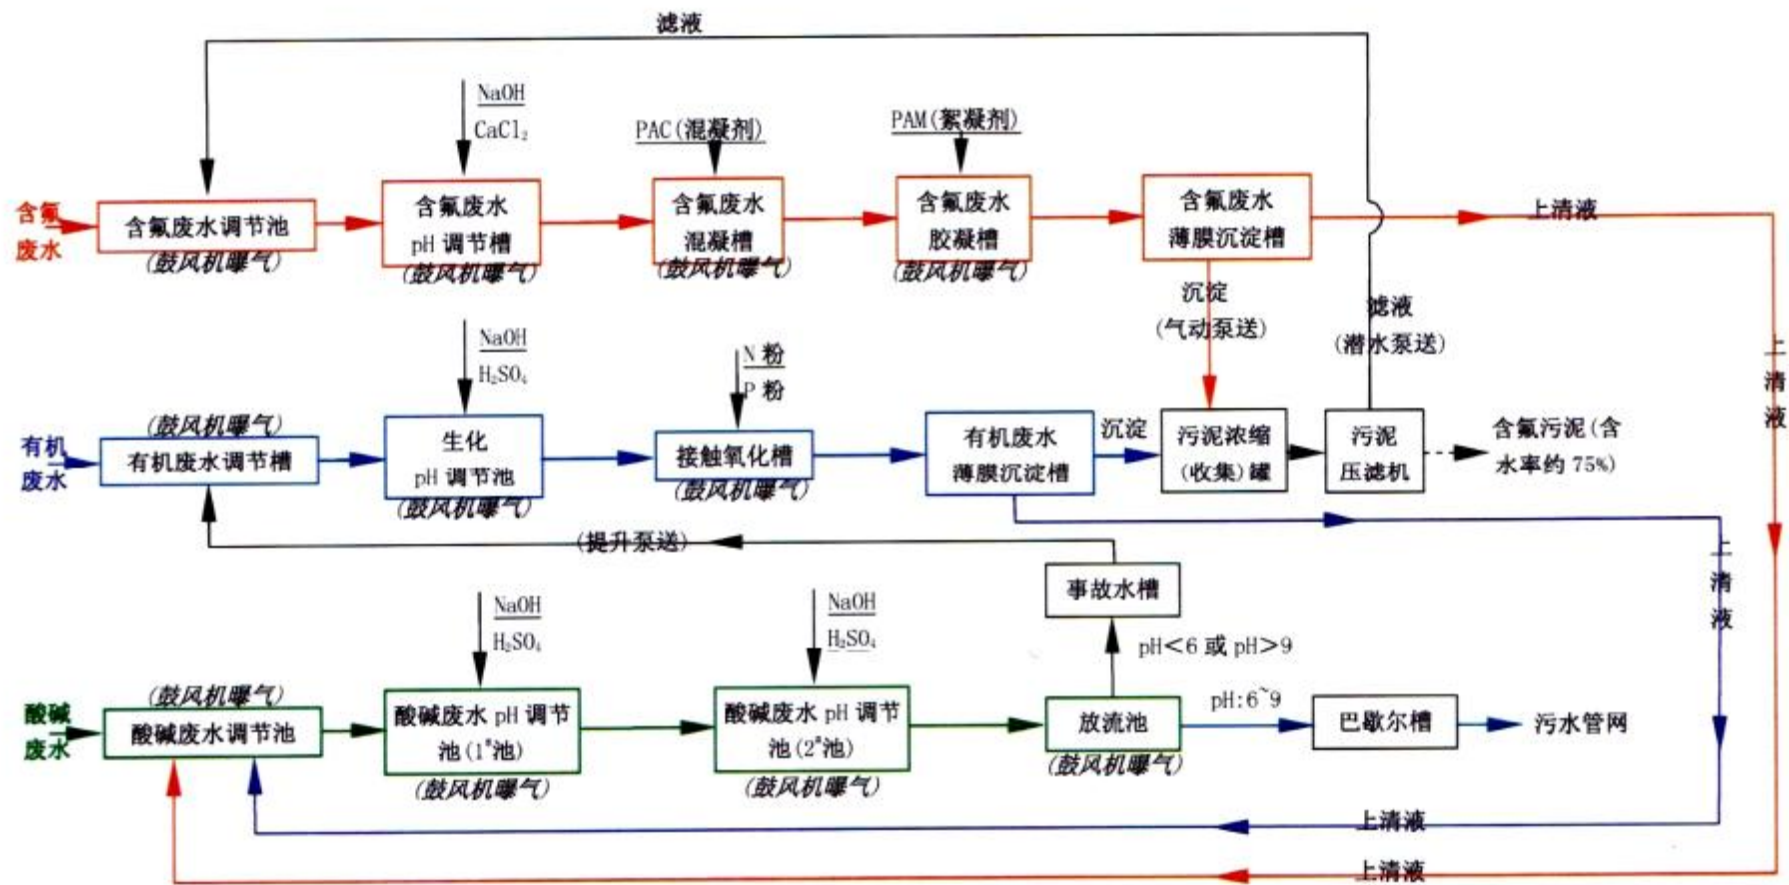 滤液
NaOH
CaCl₂
PAC(混凝剂)
PAM(絮凝剂)
含氟
废水
含氟废水调节池
(鼓风机曝气)
含氟废水
pH 调节槽
(鼓风机曝气)
含氟废水
混凝槽
(鼓风机曝气)
含氟废水
胶凝槽
(鼓风机曝气)
含氟废水
薄膜沉淀槽
上清液
沉淀
(气动泵送)
滤液
(潜水泵送)
上
清
液
NaOH
H₂SO₄
N 粉
P 粉
有机
废水
(鼓风机曝气)
有机废水调节槽
生化
pH 调节池
(鼓风机曝气)
接触氧化槽
(鼓风机曝气)
有机废水
薄膜沉淀槽
沉淀
污泥浓缩
(收集)罐
污泥
压滤机
含氟污泥(含
水率约 75%)
(提升泵送)
上
清
液
事故水槽
NaOH
H₂SO₄
NaOH
H₂SO₄
pH<6 或 pH>9
酸碱
废水
(鼓风机曝气)
酸碱废水调节池
酸碱废水 pH 调节
池(1#池)
(鼓风机曝气)
酸碱废水 pH 调节
池(2#池)
(鼓风机曝气)
放流池
(鼓风机曝气)
pH:6~9
巴歇尔槽
污水管网
上清液
上清液